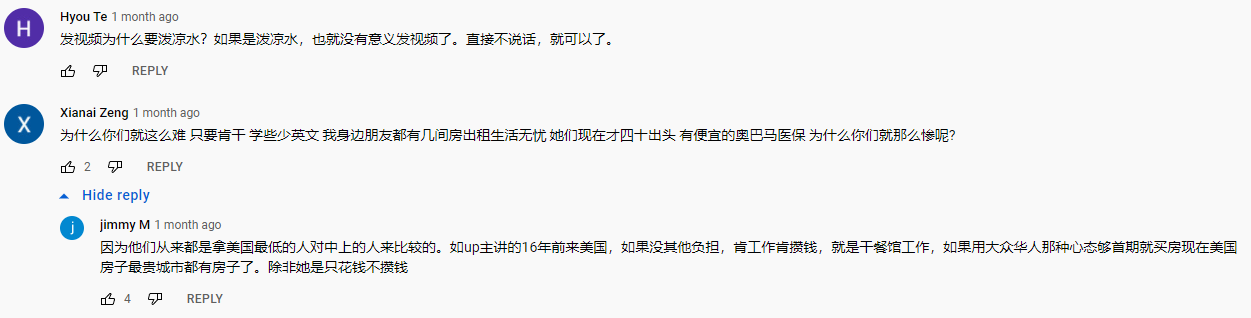 H
Hyou Te 1 month ago
发视频为什么要泼凉水？如果是泼凉水，也就没有意义发视频了。直接不说话，就可以了。
REPLY
X
Xianai Zeng 1 month ago
为什么你们就这么难 只要肯干 学些少英文 我身边朋友都有几间房出租生活无忧 她们现在才四十出头 有便宜的奥巴马医保 为什么你们就那么惨呢?
2 REPLY
Hide reply
j
jimmy M 1 month ago
因为他们从来都是拿美国最低的人对中上的人来比较的。如up主讲的16年前来美国，如果没其他负担，肯工作肯攒钱，就是干餐馆工作，如果用大众华人那种心态够首期就买房现在美国
房子最贵城市都有房子了。除非她是只花钱不攒钱
4 REPLY